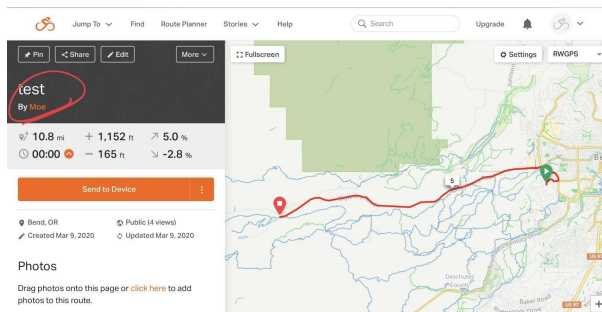 Jump To
Find
Route Planner
Stories
Help
Search
Upgrade
Pin
Share
Edit
More
test
By Moe
10.8 mi
+ 1,152 ft
5.0 %
00:00
− 165 ft
-2.8 %
Send to Device
Bend, OR
Public (4 views)
Created Mar 9, 2020
Updated Mar 9, 2020
Photos
Drag photos onto this page or click here to add
photos to this route.
Fullscreen
Settings
RWGPS
5
Be
US 97
Deschutes
County
Baker Road
+